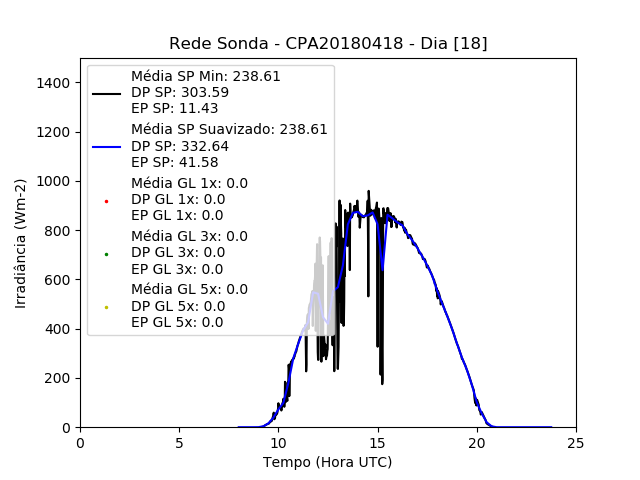 Rede Sonda - CPA20180418 - Dia [18]
Irradiância (Wm-2)
1400
1200
1000
800
600
400
200
0
Média SP Min: 238.61
DP SP: 303.59
EP SP: 11.43
Média SP Suavizado: 238.61
DP SP: 332.64
EP SP: 41.58
Média GL 1x: 0.0
DP GL 1x: 0.0
EP GL 1x: 0.0
Média GL 3x: 0.0
DP GL 3x: 0.0
EP GL 3x: 0.0
Média GL 5x: 0.0
DP GL 5x: 0.0
EP GL 5x: 0.0
0 5 10 15 20 25
Tempo (Hora UTC)